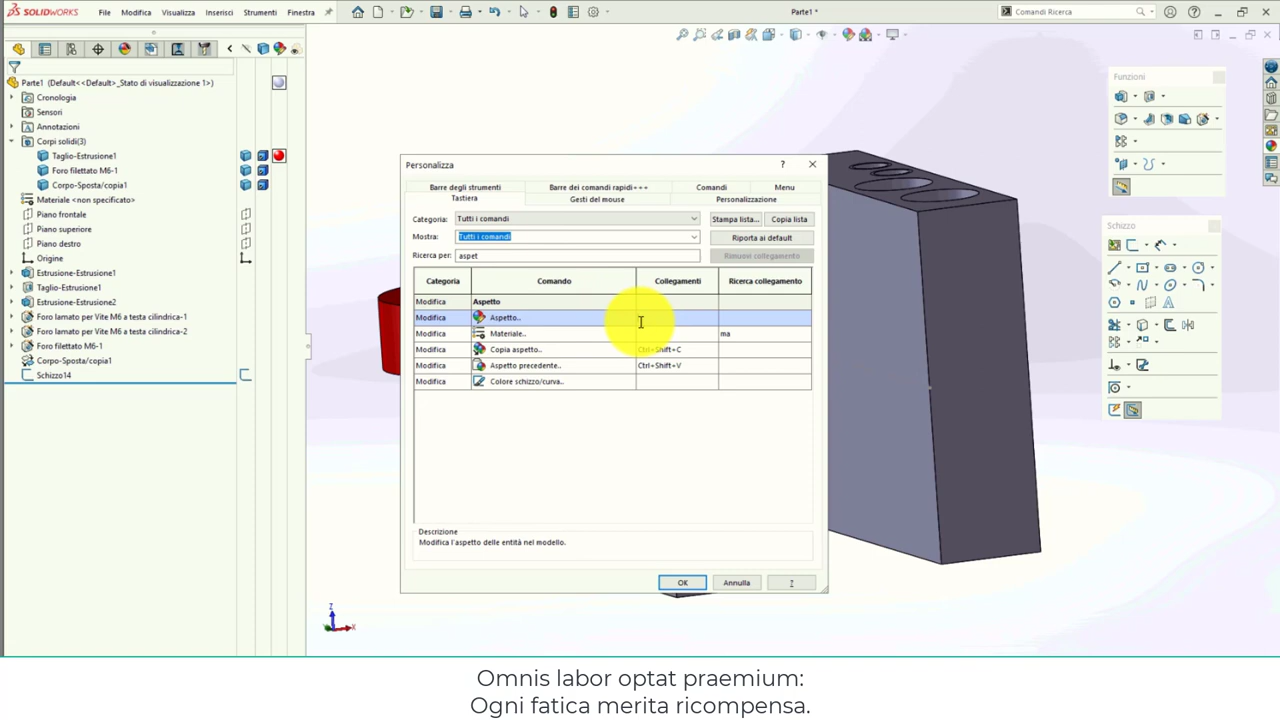 SOLIDWORKS
File Modifica Visualizza Inserisci Strumenti Finestra
Parte1 *
Comandi Ricerca
Parte1 (Default<<Default>_Stato di visualizzazione 1>)
Cronologia
Sensori
Annotazioni
Corpi solidi(3)
Taglio-Estrusione1
Foro filettato M6-1
Corpo-Sposta/copia1
Materiale <non specificato>
Piano frontale
Piano superiore
Piano destro
Origine
Estrusione-Estrusione1
Taglio-Estrusione1
Estrusione-Estrusione2
Foro lamato per Vite M6 a testa cilindrica-1
Foro lamato per Vite M6 a testa cilindrica-2
Foro filettato M6-1
Corpo-Sposta/copia1
Schizzo14
Personalizza
Barre degli strumenti Barre dei comandi rapidi+++ Comandi Menu
Tastiera Gesti del mouse Personalizzazione
Categoria: Tutti i comandi Stampa lista... Copia lista
Mostra: Tutti i comandi Riporta ai default
Ricerca per: aspet Rimuovi collegamento
Categoria Comando Collegamenti Ricerca collegamento
Modifica Aspetto
Modifica Aspetto..
Modifica Materiale.. ma
Modifica Copia aspetto.. Ctrl+Shift+C
Modifica Aspetto precedente.. Ctrl+Shift+V
Modifica Colore schizzo/curva..
Descrizione
Modifica l'aspetto delle entità nel modello.
OK Annulla ?
Funzioni
Schizzo
Z
X
Omnis labor optat praemium:
Ogni fatica merita ricompensa.